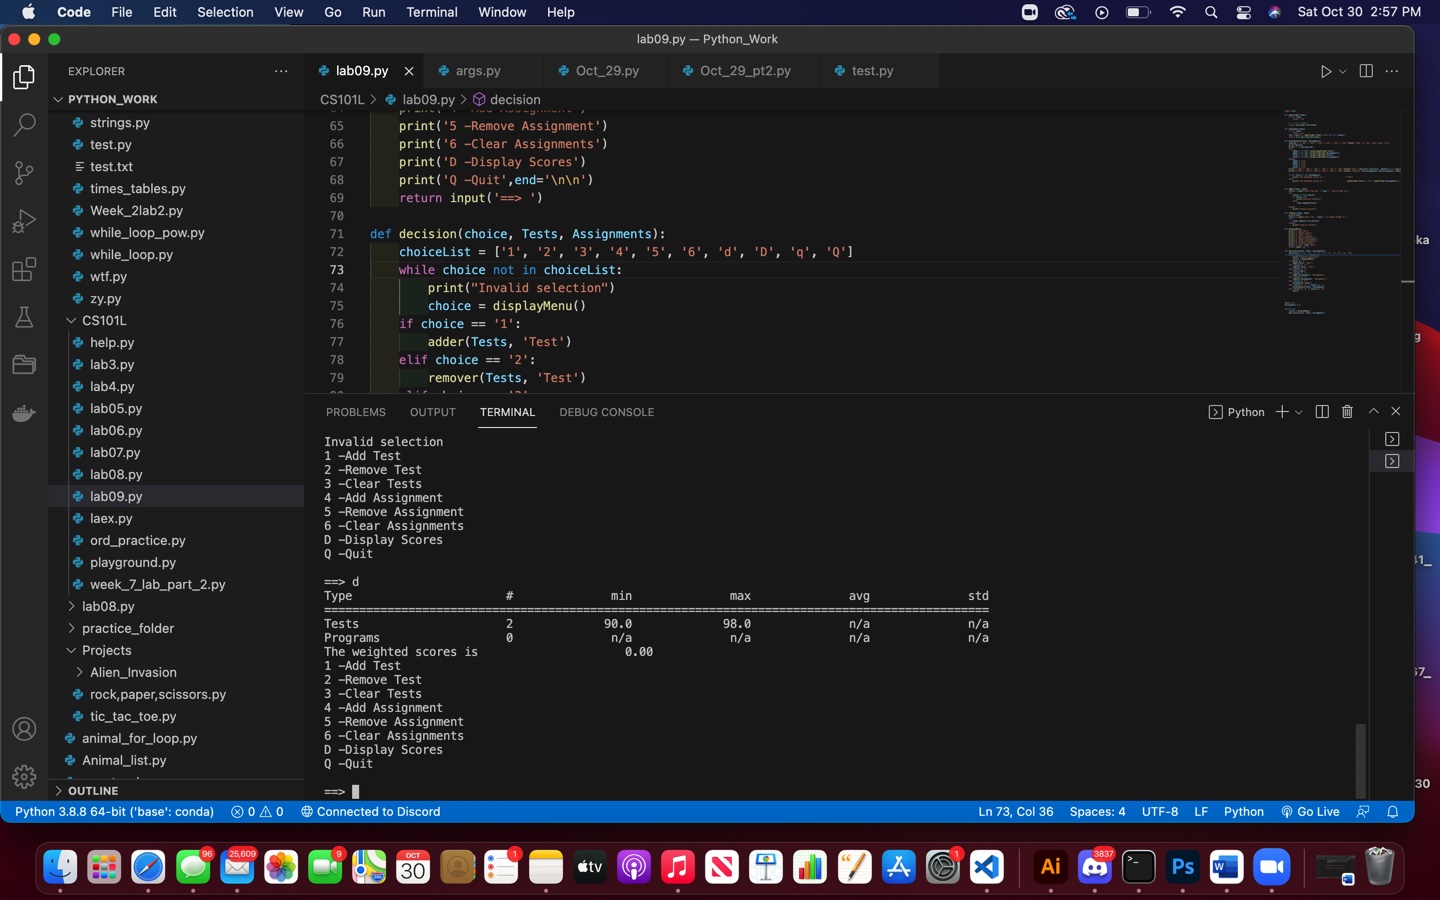 Code File Edit Selection View Go Run Terminal Window Help Sat Oct 30 2:57 PM
lab09.py — Python_Work
EXPLORER
PYTHON_WORK
strings.py
test.py
test.txt
times_tables.py
Week_2lab2.py
while_loop_pow.py
while_loop.py
wtf.py
zy.py
CS101L
help.py
lab3.py
lab4.py
lab05.py
lab06.py
lab07.py
lab08.py
lab09.py
laex.py
ord_practice.py
playground.py
week_7_lab_part_2.py
lab08.py
practice_folder
Projects
Alien_Invasion
rock,paper,scissors.py
tic_tac_toe.py
animal_for_loop.py
Animal_list.py
OUTLINE
lab09.py args.py Oct_29.py Oct_29_pt2.py test.py
CS101L > lab09.py > decision
65 print('5 -Remove Assignment')
66 print('6 -Clear Assignments')
67 print('D -Display Scores')
68 print('Q -Quit',end='\n\n')
69 return input('==> ')
70
71 def decision(choice, Tests, Assignments):
72 choiceList = ['1', '2', '3', '4', '5', '6', 'd', 'D', 'q', 'Q']
73 while choice not in choiceList:
74 print("Invalid selection")
75 choice = displayMenu()
76 if choice == '1':
77 adder(Tests, 'Test')
78 elif choice == '2':
79 remover(Tests, 'Test')
PROBLEMS OUTPUT TERMINAL DEBUG CONSOLE Python
Invalid selection
1 -Add Test
2 -Remove Test
3 -Clear Tests
4 -Add Assignment
5 -Remove Assignment
6 -Clear Assignments
D -Display Scores
Q -Quit
==> d
Type # min max avg std
===============================================================================================
Tests 2 90.0 98.0 n/a n/a
Programs 0 n/a n/a n/a n/a
The weighted scores is 0.00
1 -Add Test
2 -Remove Test
3 -Clear Tests
4 -Add Assignment
5 -Remove Assignment
6 -Clear Assignments
D -Display Scores
Q -Quit
==>
Python 3.8.8 64-bit ('base': conda) 0 0 Connected to Discord Ln 73, Col 36 Spaces: 4 UTF-8 LF Python Go Live
ka
g
41_
57_
30
96 25,609 9 OCT 30 1 tv 1 Ai 3837 Ps W